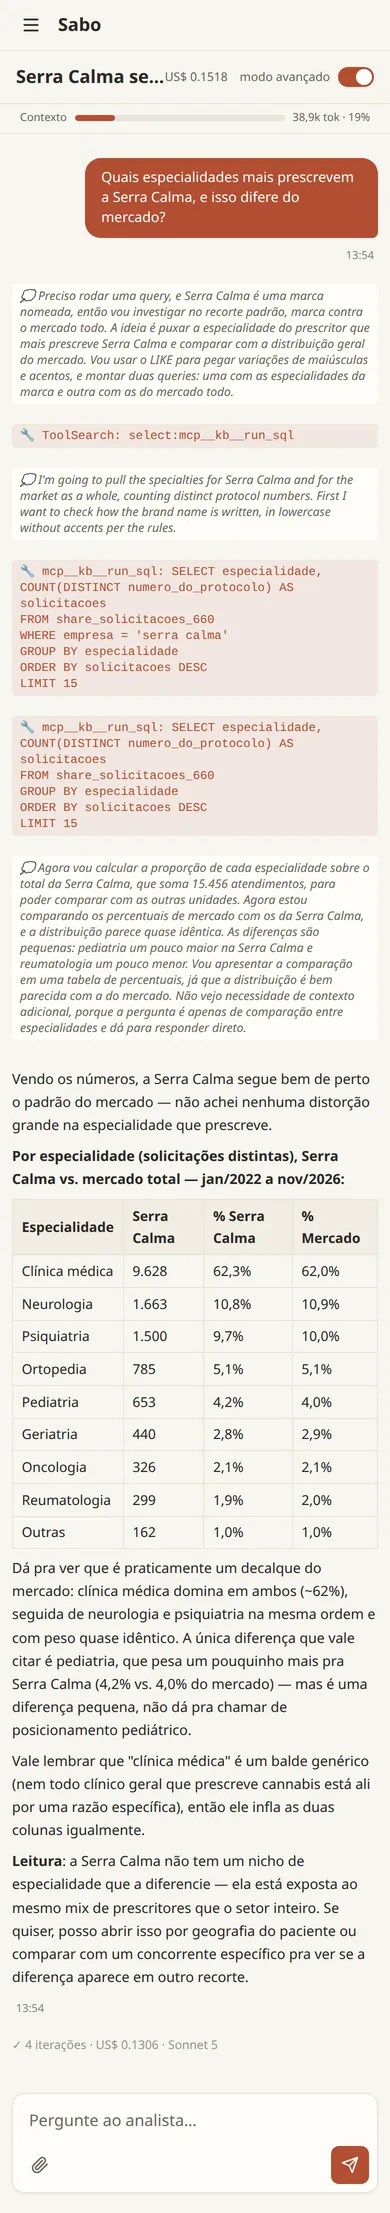 Sabo
Serra Calma se... US$ 0.1518 modo avançado
Contexto 38,9k tok · 19%
Quais especialidades mais prescrevem
a Serra Calma, e isso difere do
mercado?
13:54
💭 Preciso rodar uma query, e Serra Calma é uma marca
nomeada, então vou investigar no recorte padrão, marca contra
o mercado todo. A ideia é puxar a especialidade do prescritor que
mais prescreve Serra Calma e comparar com a distribuição geral
do mercado. Vou usar o LIKE para pegar variações de maiúsculas
e acentos, e montar duas queries: uma com as especialidades da
marca e outra com as do mercado todo.
🔧 ToolSearch: select:mcp__kb__run_sql
💭 I'm going to pull the specialties for Serra Calma and for the
market as a whole, counting distinct protocol numbers. First I
want to check how the brand name is written, in lowercase
without accents per the rules.
🔧 mcp__kb__run_sql: SELECT especialidade,
COUNT(DISTINCT numero_do_protocolo) AS
solicitacoes
FROM share_solicitacoes_660
WHERE empresa = 'serra calma'
GROUP BY especialidade
ORDER BY solicitacoes DESC
LIMIT 15
🔧 mcp__kb__run_sql: SELECT especialidade,
COUNT(DISTINCT numero_do_protocolo) AS
solicitacoes
FROM share_solicitacoes_660
GROUP BY especialidade
ORDER BY solicitacoes DESC
LIMIT 15
💭 Agora vou calcular a proporção de cada especialidade sobre o
total da Serra Calma, que soma 15.456 atendimentos, para
poder comparar com as outras unidades. Agora estou
comparando os percentuais de mercado com os da Serra Calma,
e a distribuição parece quase idêntica. As diferenças são
pequenas: pediatria um pouco maior na Serra Calma e
reumatologia um pouco menor. Vou apresentar a comparação
em uma tabela de percentuais, já que a distribuição é bem
parecida com a do mercado. Não vejo necessidade de contexto
adicional, porque a pergunta é apenas de comparação entre
especialidades e dá para responder direto.
Vendo os números, a Serra Calma segue bem de perto
o padrão do mercado — não achei nenhuma distorção
grande na especialidade que prescreve.
Por especialidade (solicitações distintas), Serra
Calma vs. mercado total — jan/2022 a nov/2026:
Especialidade Serra Calma % Serra Calma % Mercado
Clínica médica 9.628 62,3% 62,0%
Neurologia 1.663 10,8% 10,9%
Psiquiatria 1.500 9,7% 10,0%
Ortopedia 785 5,1% 5,1%
Pediatria 653 4,2% 4,0%
Geriatria 440 2,8% 2,9%
Oncologia 326 2,1% 2,1%
Reumatologia 299 1,9% 2,0%
Outras 162 1,0% 1,0%
Dá pra ver que é praticamente um decalque do
mercado: clínica médica domina em ambos (~62%),
seguida de neurologia e psiquiatria na mesma ordem e
com peso quase idêntico. A única diferença que vale
citar é pediatria, que pesa um pouquinho mais pra
Serra Calma (4,2% vs. 4,0% do mercado) — mas é uma
diferença pequena, não dá pra chamar de
posicionamento pediátrico.
Vale lembrar que "clínica médica" é um balde genérico
(nem todo clínico geral que prescreve cannabis está ali
por uma razão específica), então ele infla as duas
colunas igualmente.
Leitura: a Serra Calma não tem um nicho de
especialidade que a diferencie — ela está exposta ao
mesmo mix de prescritores que o setor inteiro. Se
quiser, posso abrir isso por geografia do paciente ou
comparar com um concorrente específico pra ver se a
diferença aparece em outro recorte.
13:54
✓ 4 iterações · US$ 0.1306 · Sonnet 5
Pergunte ao analista...